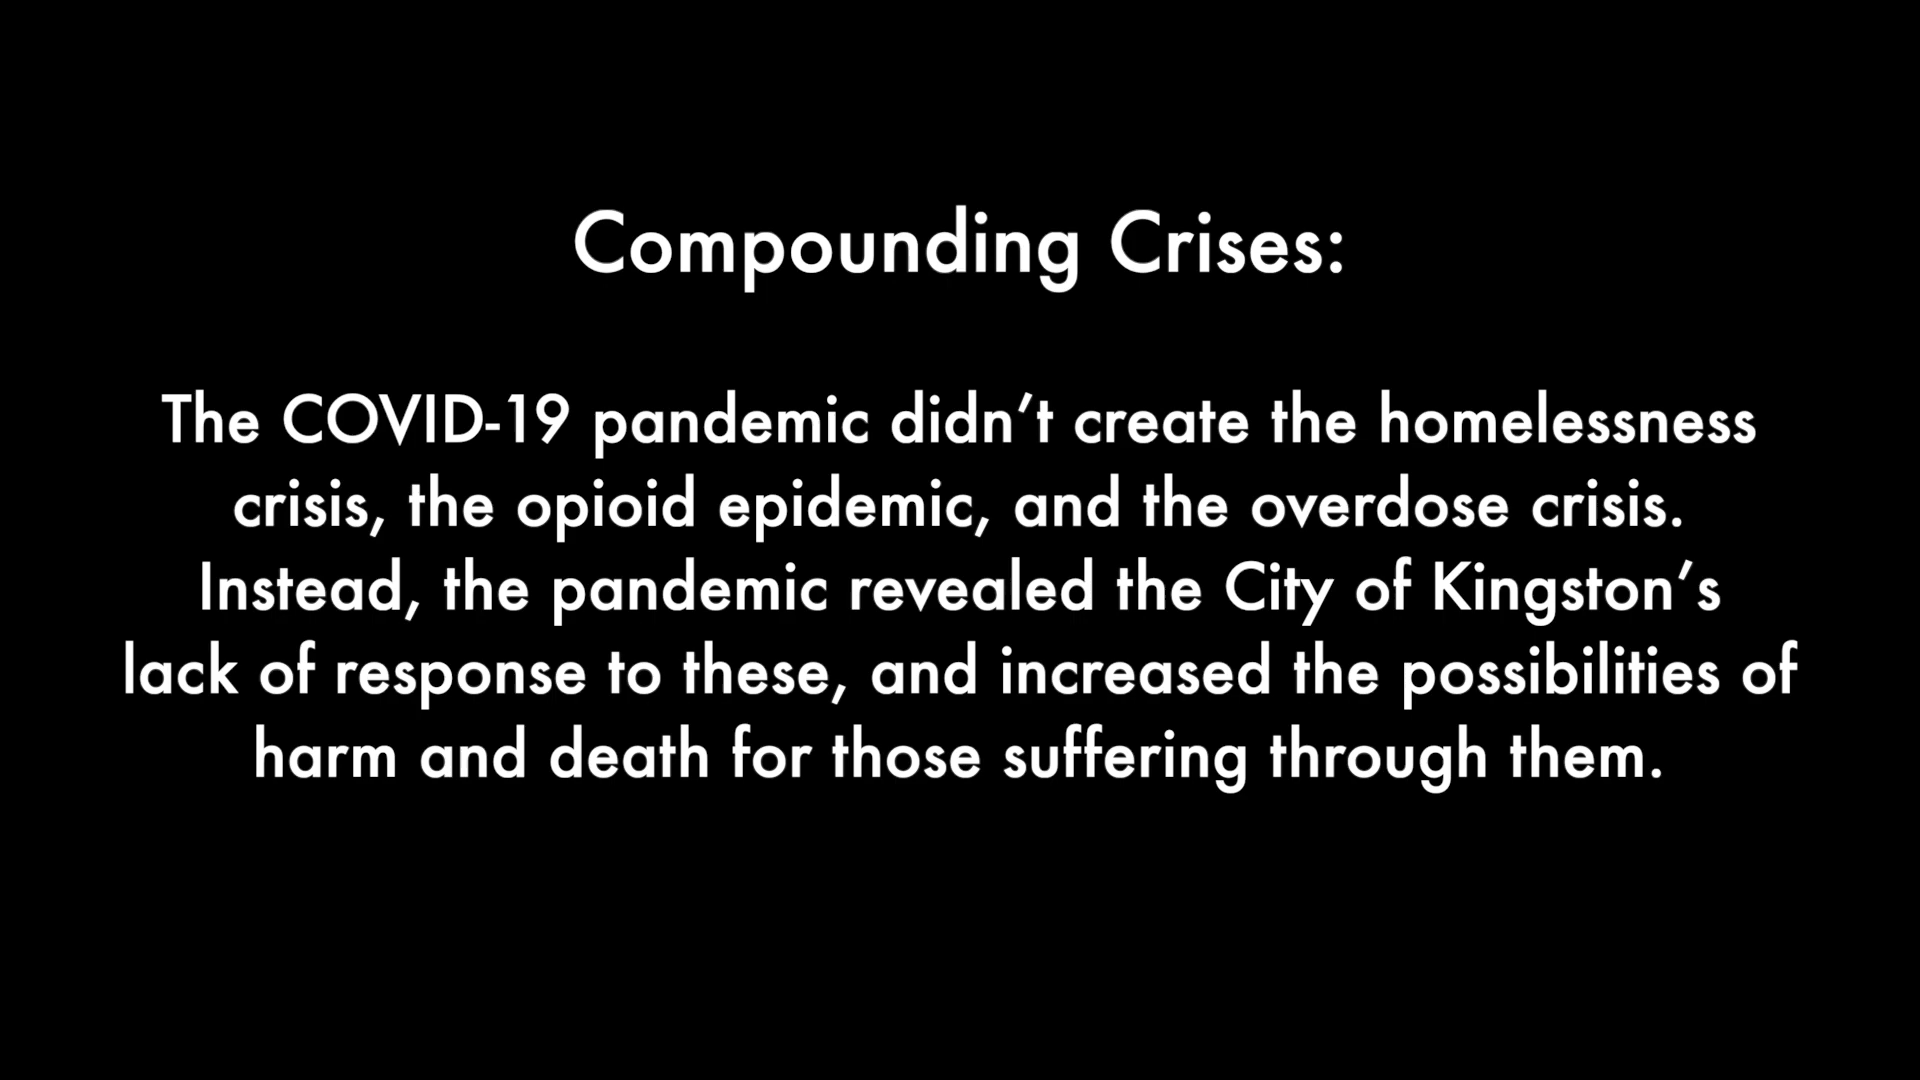 Compounding Crises:
The COVID-19 pandemic didn’t create the homelessness
crisis, the opioid epidemic, and the overdose crisis.
Instead, the pandemic revealed the City of Kingston’s
lack of response to these, and increased the possibilities of
harm and death for those suffering through them.